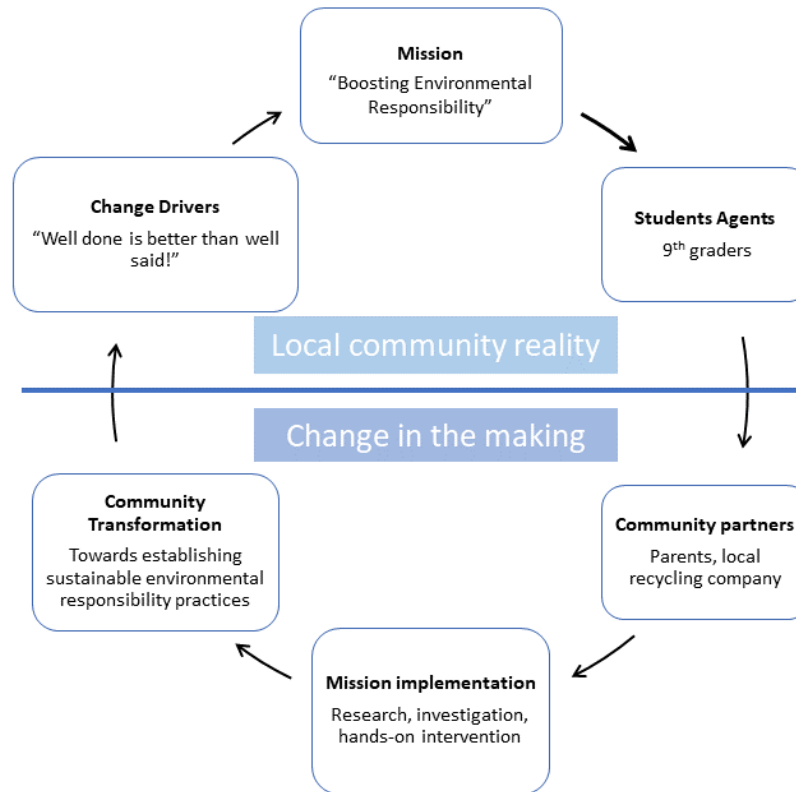 Mission
“Boosting Environmental
Responsibility”
Change Drivers
“Well done is better than well
said!”
Students Agents
9th graders
Local community reality
Change in the making
Community
Transformation
Towards establishing
sustainable environmental
responsibility practices
Community partners
Parents, local
recycling company
Mission implementation
Research, investigation,
hands-on intervention